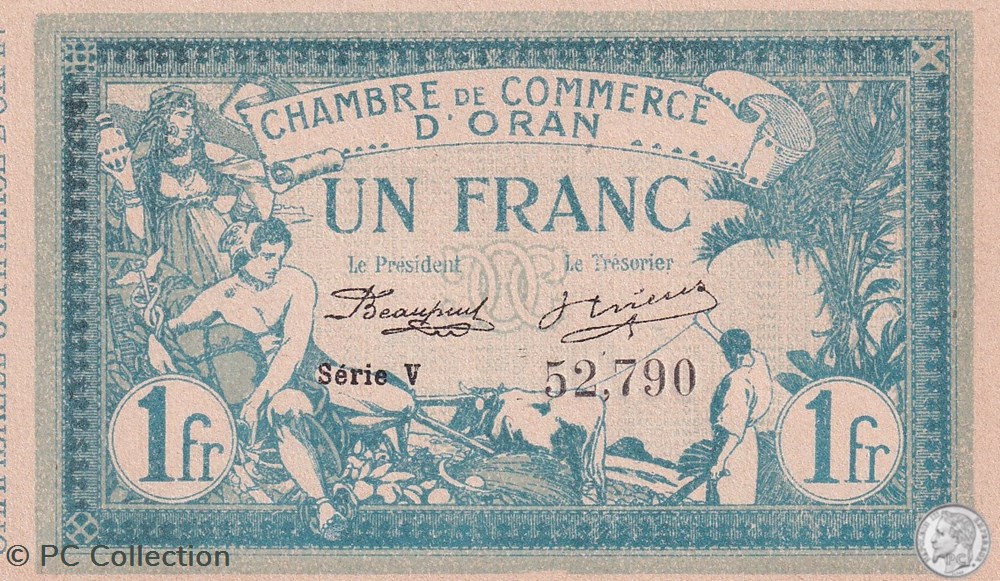 CHAMBRE DE COMMERCE
D'ORAN
UN FRANC
Le Président
Le Trésorier
Série V
52,790
1fr
1fr
© PC Collection